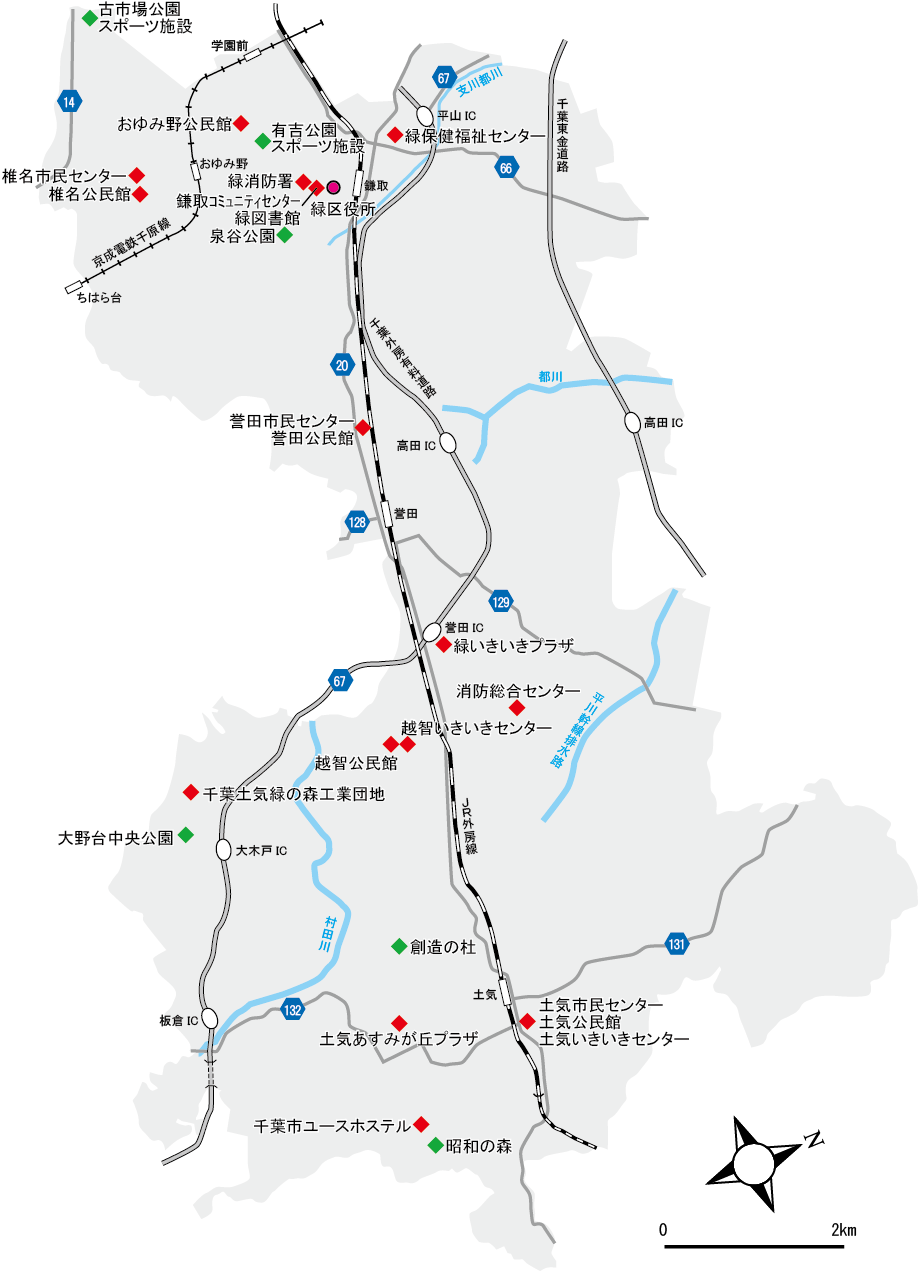 古市場公園
スポーツ施設
学園前
14
67
支川都川
平山 IC
千葉東金道路
おゆみ野公民館
有吉公園
スポーツ施設
緑保健福祉センター
66
おゆみ野
椎名市民センター
椎名公民館
緑消防署
鎌取
鎌取コミュニティセンター
緑図書館
緑区役所
泉谷公園
京成電鉄千原線
ちはら台
千葉外房有料道路
20
都川
誉田市民センター
誉田公民館
高田 IC
高田 IC
誉田
128
129
誉田 IC
緑いきいきプラザ
67
消防総合センター
平川幹線排水路
越智いきいきセンター
越智公民館
千葉土気緑の森工業団地
JR外房線
大野台中央公園
大木戸 IC
村田川
創造の杜
131
土気
132
板倉 IC
土気市民センター
土気公民館
土気いきいきセンター
土気あすみが丘プラザ
千葉市ユースホステル
昭和の森
N
0
2km